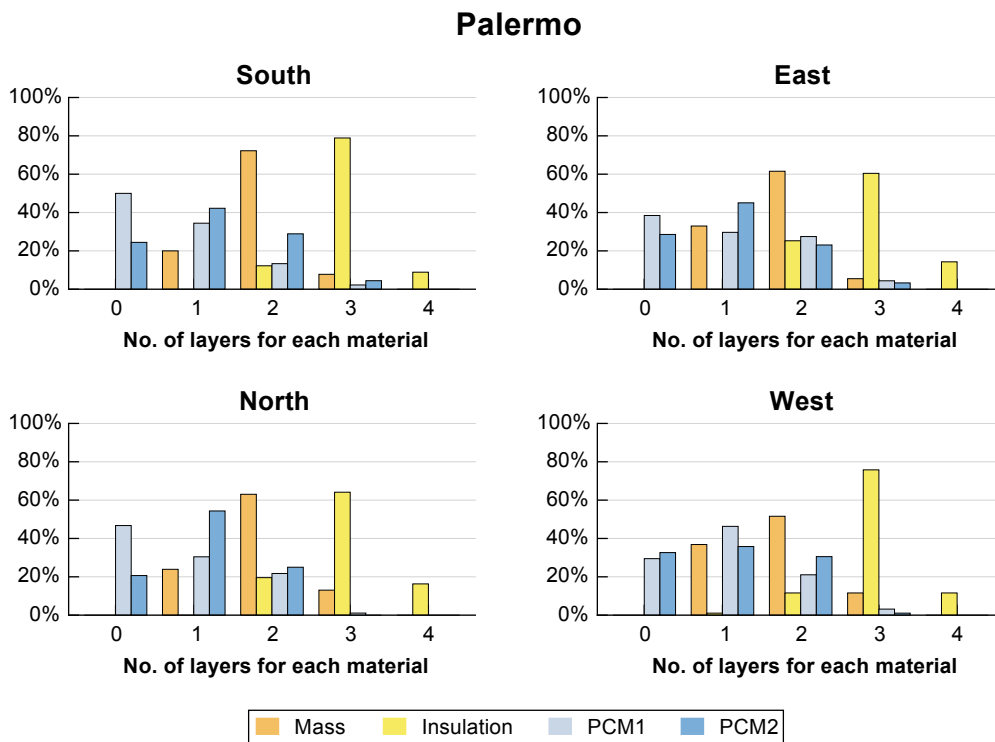 Palermo
South
100%
80%
60%
40%
20%
0%
0 1 2 3 4
No. of layers for each material
East
100%
80%
60%
40%
20%
0%
0 1 2 3 4
No. of layers for each material
North
100%
80%
60%
40%
20%
0%
0 1 2 3 4
No. of layers for each material
West
100%
80%
60%
40%
20%
0%
0 1 2 3 4
No. of layers for each material
Mass Insulation PCM1 PCM2